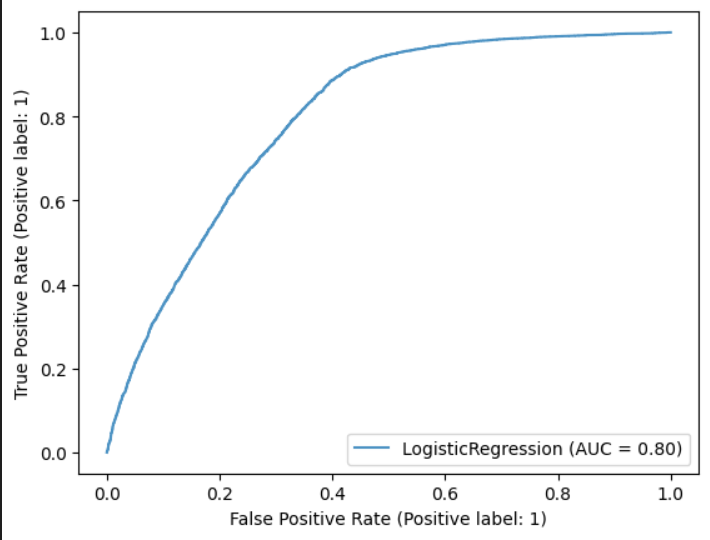 True Positive Rate (Positive label: 1)
1.0
0.8
0.6
0.4
0.2
0.0
LogisticRegression (AUC = 0.80)
0.0 0.2 0.4 0.6 0.8 1.0
False Positive Rate (Positive label: 1)